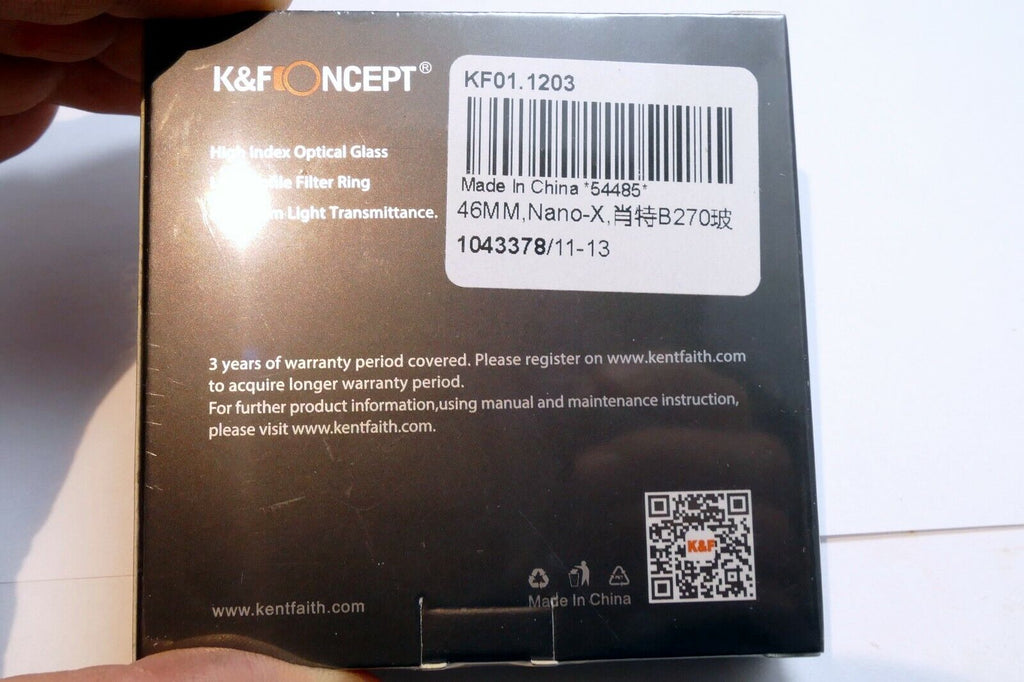 K&F CONCEPT®
High Index Optical Glass
Filter Ring
Light Transmittance.
KF01.1203
Made In China *54485*
46MM,Nano-X,肖特B270玻
1043378/11-13
3 years of warranty period covered. Please register on www.kentfaith.com
to acquire longer warranty period.
For further product information,using manual and maintenance instruction,
please visit www.kentfaith.com.
K&F
www.kentfaith.com
Made In China